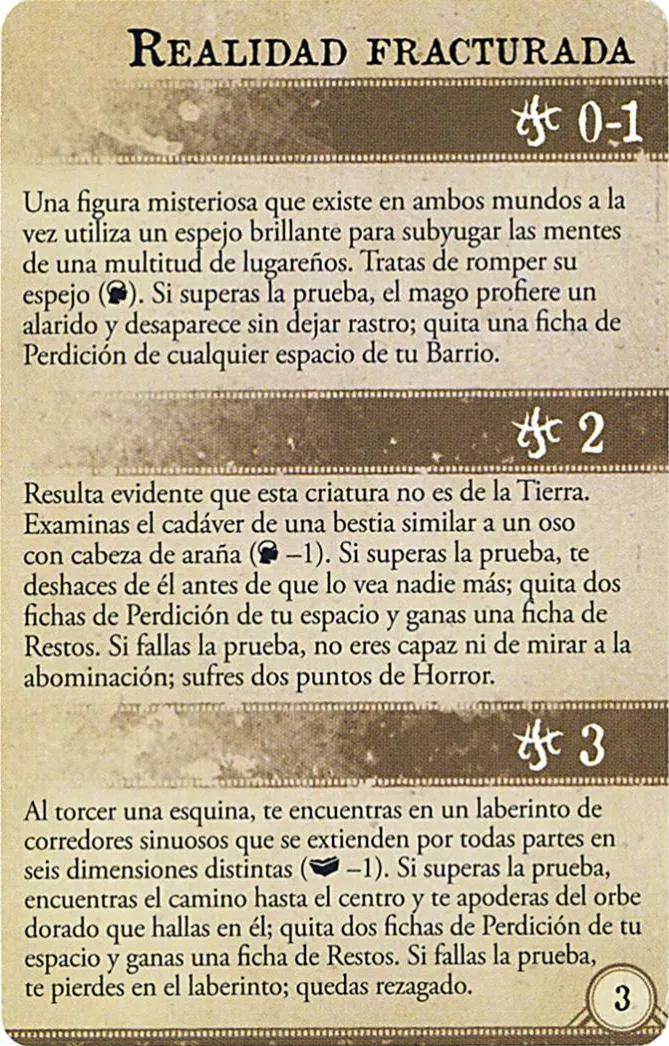 Realidad fracturada
0-1
Una figura misteriosa que existe en ambos mundos a la
vez utiliza un espejo brillante para subyugar las mentes
de una multitud de lugareños. Tratas de romper su
espejo (). Si superas la prueba, el mago profiere un
alarido y desaparece sin dejar rastro; quita una ficha de
Perdición de cualquier espacio de tu Barrio.
2
Resulta evidente que esta criatura no es de la Tierra.
Examinas el cadáver de una bestia similar a un oso
con cabeza de araña ( –1). Si superas la prueba, te
deshaces de él antes de que lo vea nadie más; quita dos
fichas de Perdición de tu espacio y ganas una ficha de
Restos. Si fallas la prueba, no eres capaz ni de mirar a la
abominación; sufres dos puntos de Horror.
3
Al torcer una esquina, te encuentras en un laberinto de
corredores sinuosos que se extienden por todas partes en
seis dimensiones distintas ( –1). Si superas la prueba,
encuentras el camino hasta el centro y te apoderas del orbe
dorado que hallas en él; quita dos fichas de Perdición de tu
espacio y ganas una ficha de Restos. Si fallas la prueba,
te pierdes en el laberinto; quedas rezagado.
3